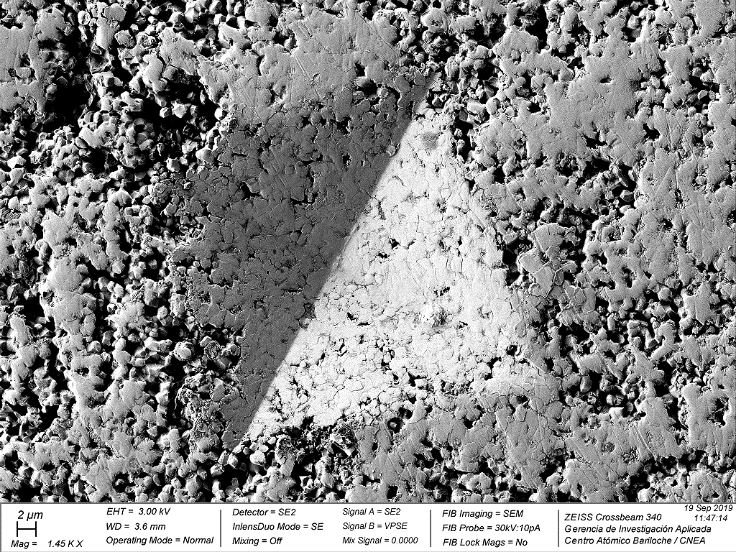 2 µm
Mag = 1.45 K X
EHT = 3.00 kV
WD = 3.6 mm
Operating Mode = Normal
Detector = SE2
InlensDuo Mode = SE
Mixing = Off
Signal A = SE2
Signal B = VPSE
Mix Signal = 0.0000
FIB Imaging = SEM
FIB Probe = 30kV:10pA
FIB Lock Mags = No
19 Sep 2019
ZEISS Crossbeam 340
11:47:14
Gerencia de Investigación Aplicada
Centro Atómico Bariloche / CNEA